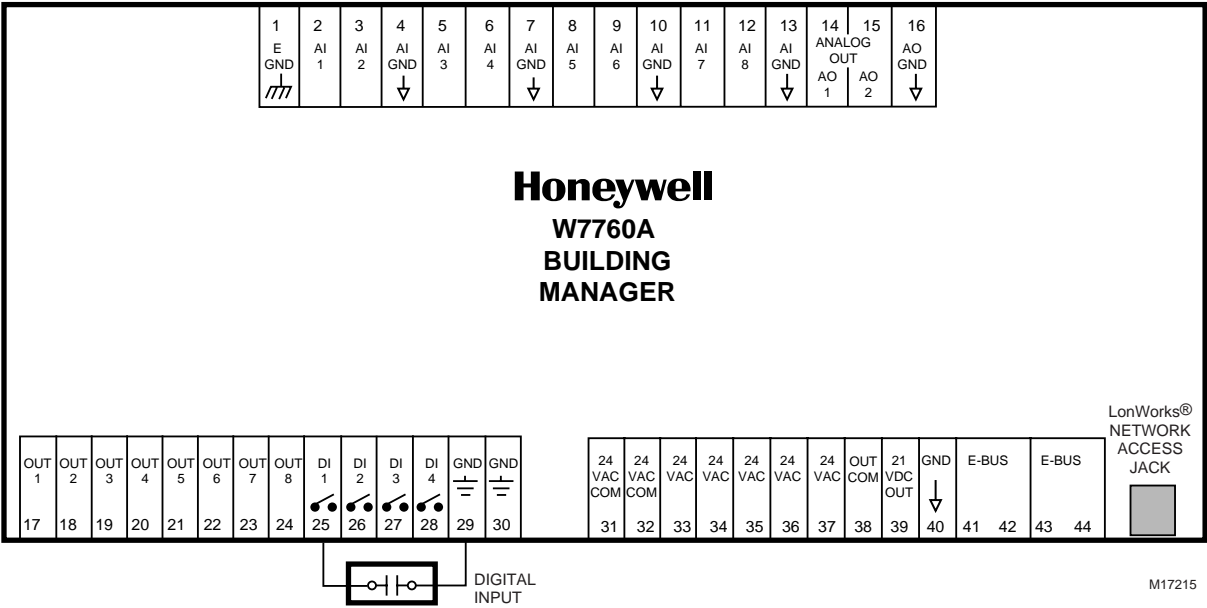 1 2 3 4 5 6 7 8 9 10 11 12 13 14 15 16
E AI AI AI AI AI AI AI AI AI AI AI AI ANALOG AO
GND 1 2 GND 3 4 GND 5 6 GND 7 8 GND OUT GND
AO AO
1 2
Honeywell
W7760A
BUILDING
MANAGER
LonWorks®
NETWORK
ACCESS
JACK
OUT OUT OUT OUT OUT OUT OUT OUT DI DI DI DI GND GND
1 2 3 4 5 6 7 8 1 2 3 4
17 18 19 20 21 22 23 24 25 26 27 28 29 30
24 24 24 24 24 24 24 OUT 21 GND E-BUS E-BUS
VAC VAC VAC VAC VAC VAC VAC COM VDC
COM COM OUT
31 32 33 34 35 36 37 38 39 40 41 42 43 44
DIGITAL
INPUT
M17215